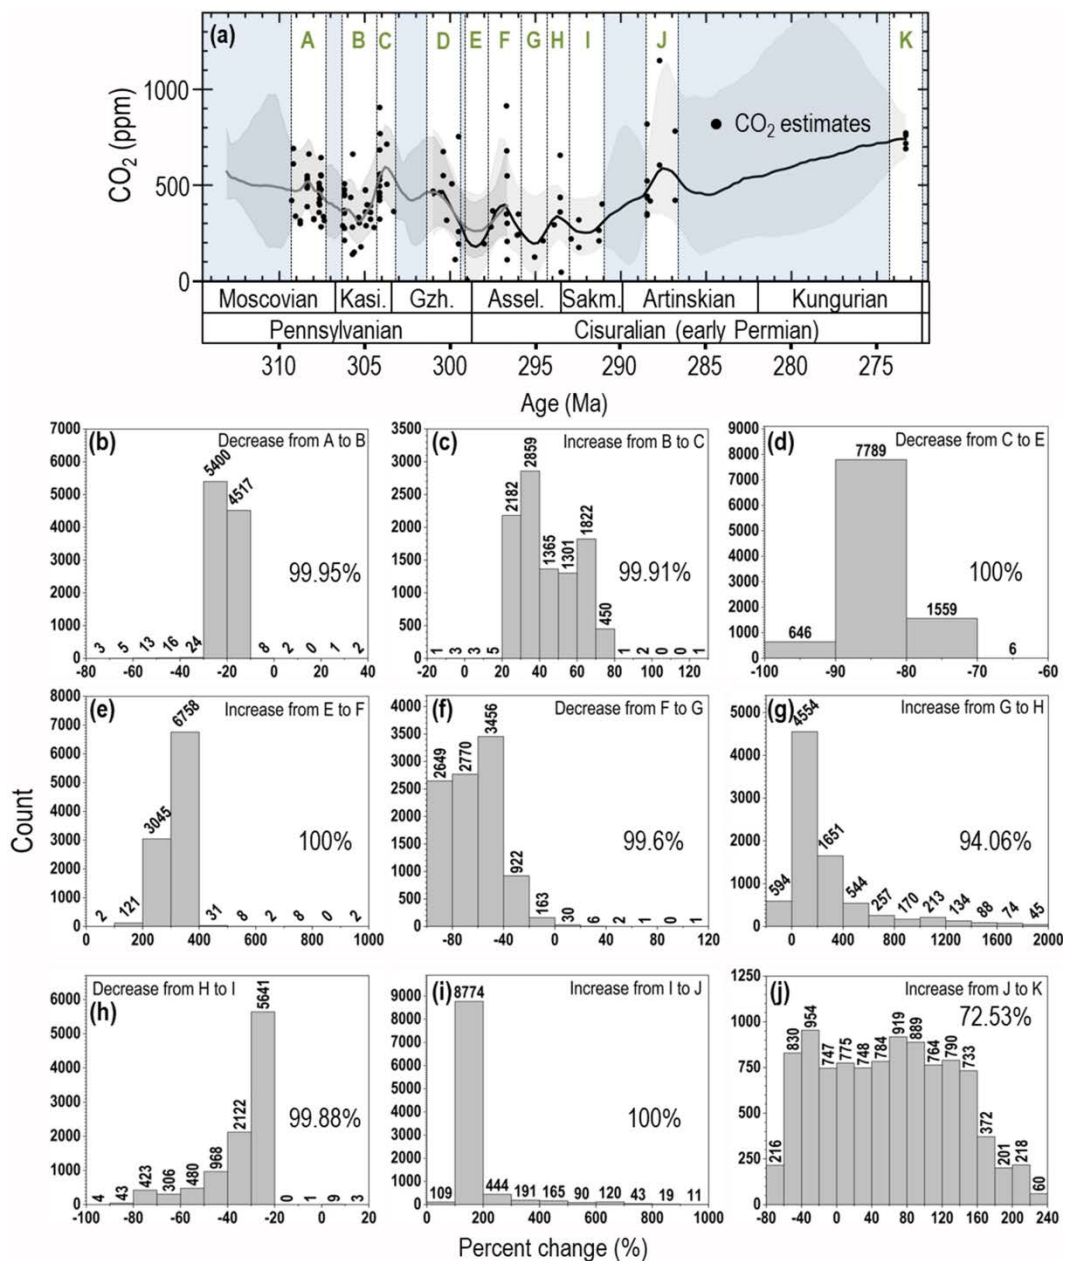 (a) A B C D E F G H I J K
CO₂ (ppm)
1000
500
0
● CO₂ estimates
Moscovian Kasi. Gzh. Assel. Sakm. Artinskian Kungurian
Pennsylvanian Cisuralian (early Permian)
310 305 300 295 290 285 280 275
Age (Ma)
(b) Decrease from A to B
7000
6000
5000
4000
3000
2000
1000
0
3 5 13 16 24 5400 4517 8 2 0 1 2
99.95%
-80 -60 -40 -20 0 20 40
(c) Increase from B to C
3500
3000
2500
2000
1500
1000
500
0
1 3 3 5 2182 2859 1365 1301 1822 450 1 2 0 0 1
99.91%
-20 0 20 40 60 80 100 120
(d) Decrease from C to E
9000
8000
7000
6000
5000
4000
3000
2000
1000
0
646 7789 1559 6
100%
-100 -90 -80 -70 -60
(e) Increase from E to F
8000
7000
6000
5000
4000
3000
2000
1000
0
2 121 3045 6758 31 8 2 8 0 2
100%
0 200 400 600 800 1000
(f) Decrease from F to G
4000
3500
3000
2500
2000
1500
1000
500
0
2649 2770 3456 922 163 30 6 2 1 0 1
99.6%
-80 -40 0 40 80 120
(g) Increase from G to H
5000
4000
3000
2000
1000
0
594 4554 1651 544 257 170 213 134 88 74 45
94.06%
0 400 800 1200 1600 2000
Count
(h) Decrease from H to I
6000
5000
4000
3000
2000
1000
0
4 43 423 306 480 968 2122 5641 0 1 9 3
99.88%
-100 -80 -60 -40 -20 0 20
(i) Increase from I to J
9000
8000
7000
6000
5000
4000
3000
2000
1000
0
109 8774 444 191 165 90 120 43 19 11
100%
0 200 400 600 800 1000
(j) Increase from J to K
1250
1000
750
500
250
0
216 830 954 747 775 748 784 919 889 764 790 733 372 201 218 60
72.53%
-80 -40 0 40 80 120 160 200 240
Percent change (%)